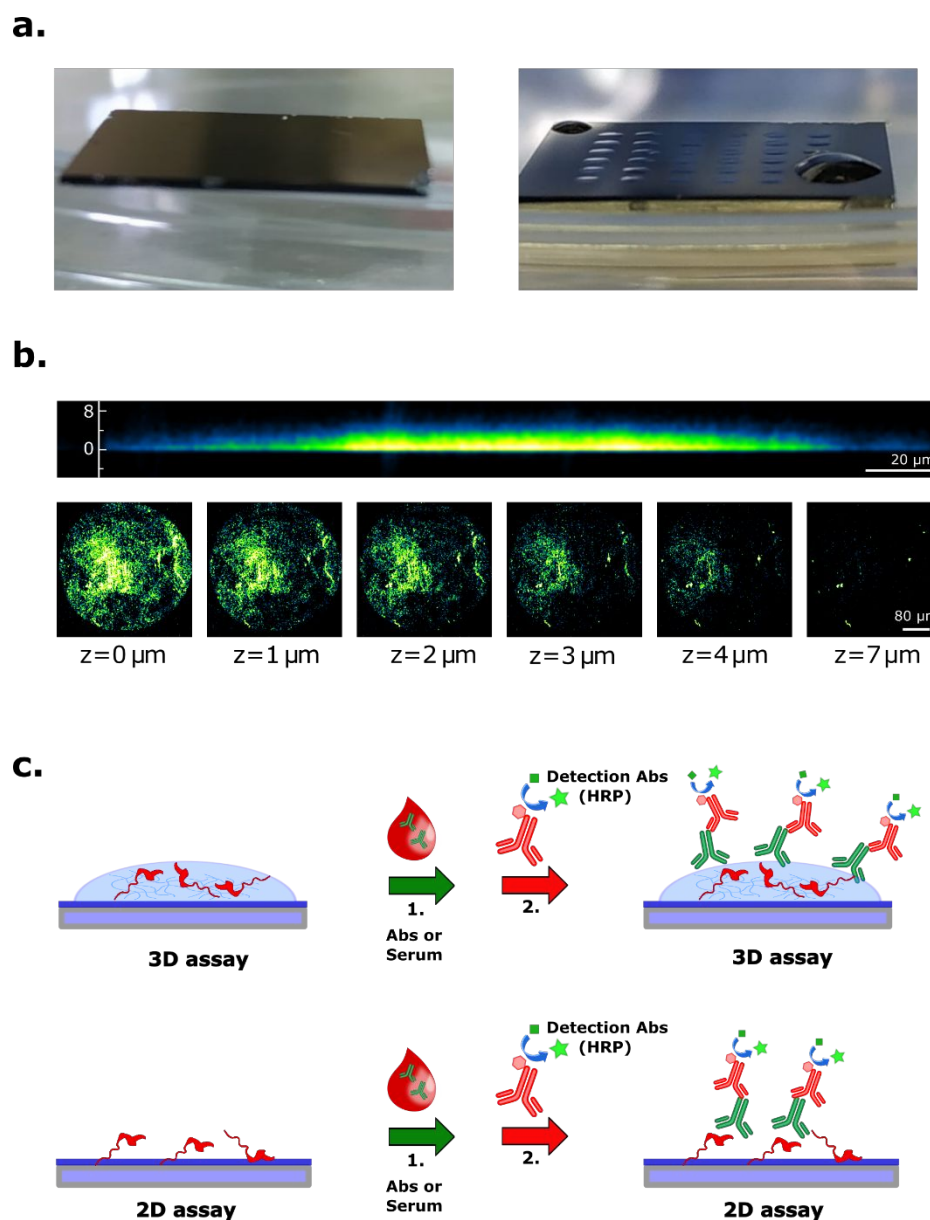 a.
b.
8
0
20 µm
80 µm
z=0 µm
z=1 µm
z=2 µm
z=3 µm
z=4 µm
z=7 µm
c.
Detection Abs
(HRP)
1.
2.
Abs or
Serum
3D assay
3D assay
Detection Abs
(HRP)
1.
2.
Abs or
Serum
2D assay
2D assay